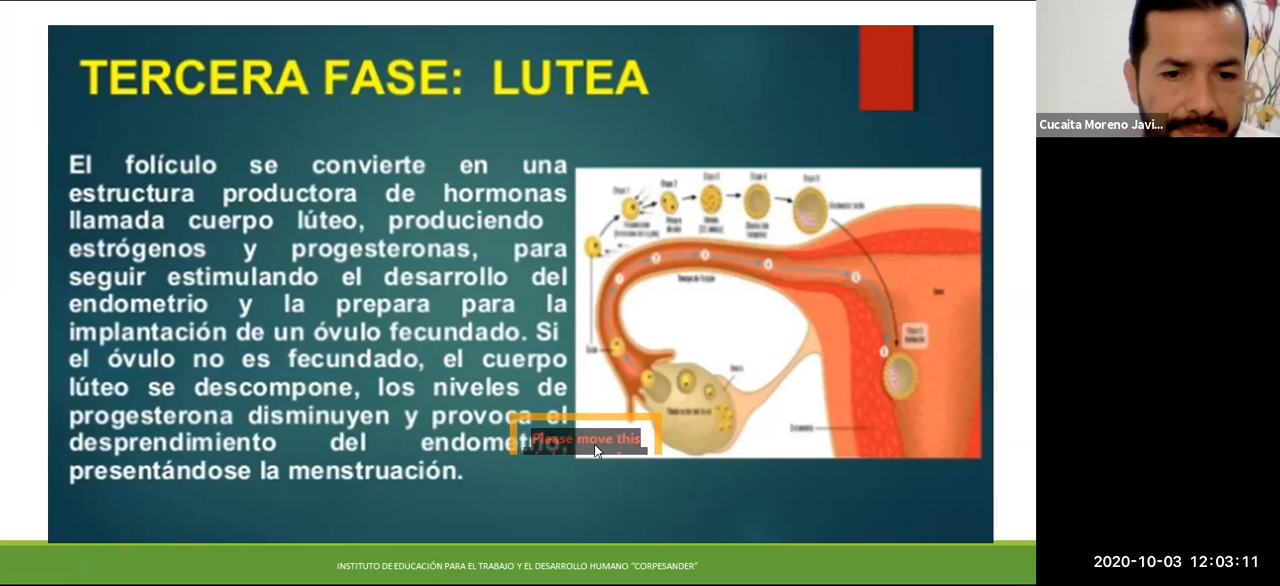 TERCERA FASE: LUTEA
El folículo se convierte en una
estructura productora de hormonas
llamada cuerpo lúteo, produciendo
estrógenos y progesteronas, para
seguir estimulando el desarrollo del
endometrio y la prepara para la
implantación de un óvulo fecundado. Si
el óvulo no es fecundado, el cuerpo
lúteo se descompone, los niveles de
progesterona disminuyen y provoca el
desprendimiento del endometrio,
presentándose la menstruación.
Please move this
Cucaita Moreno Javi...
INSTITUTO DE EDUCACIÓN PARA EL TRABAJO Y EL DESARROLLO HUMANO “CORPESANDER”
2020-10-03 12:03:11